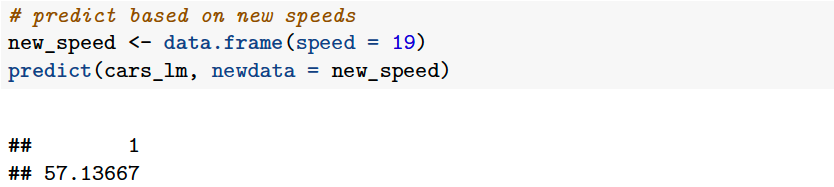 # predict based on new speeds
new_speed <- data.frame(speed = 19)
predict(cars_lm, newdata = new_speed)
##        1
## 57.13667